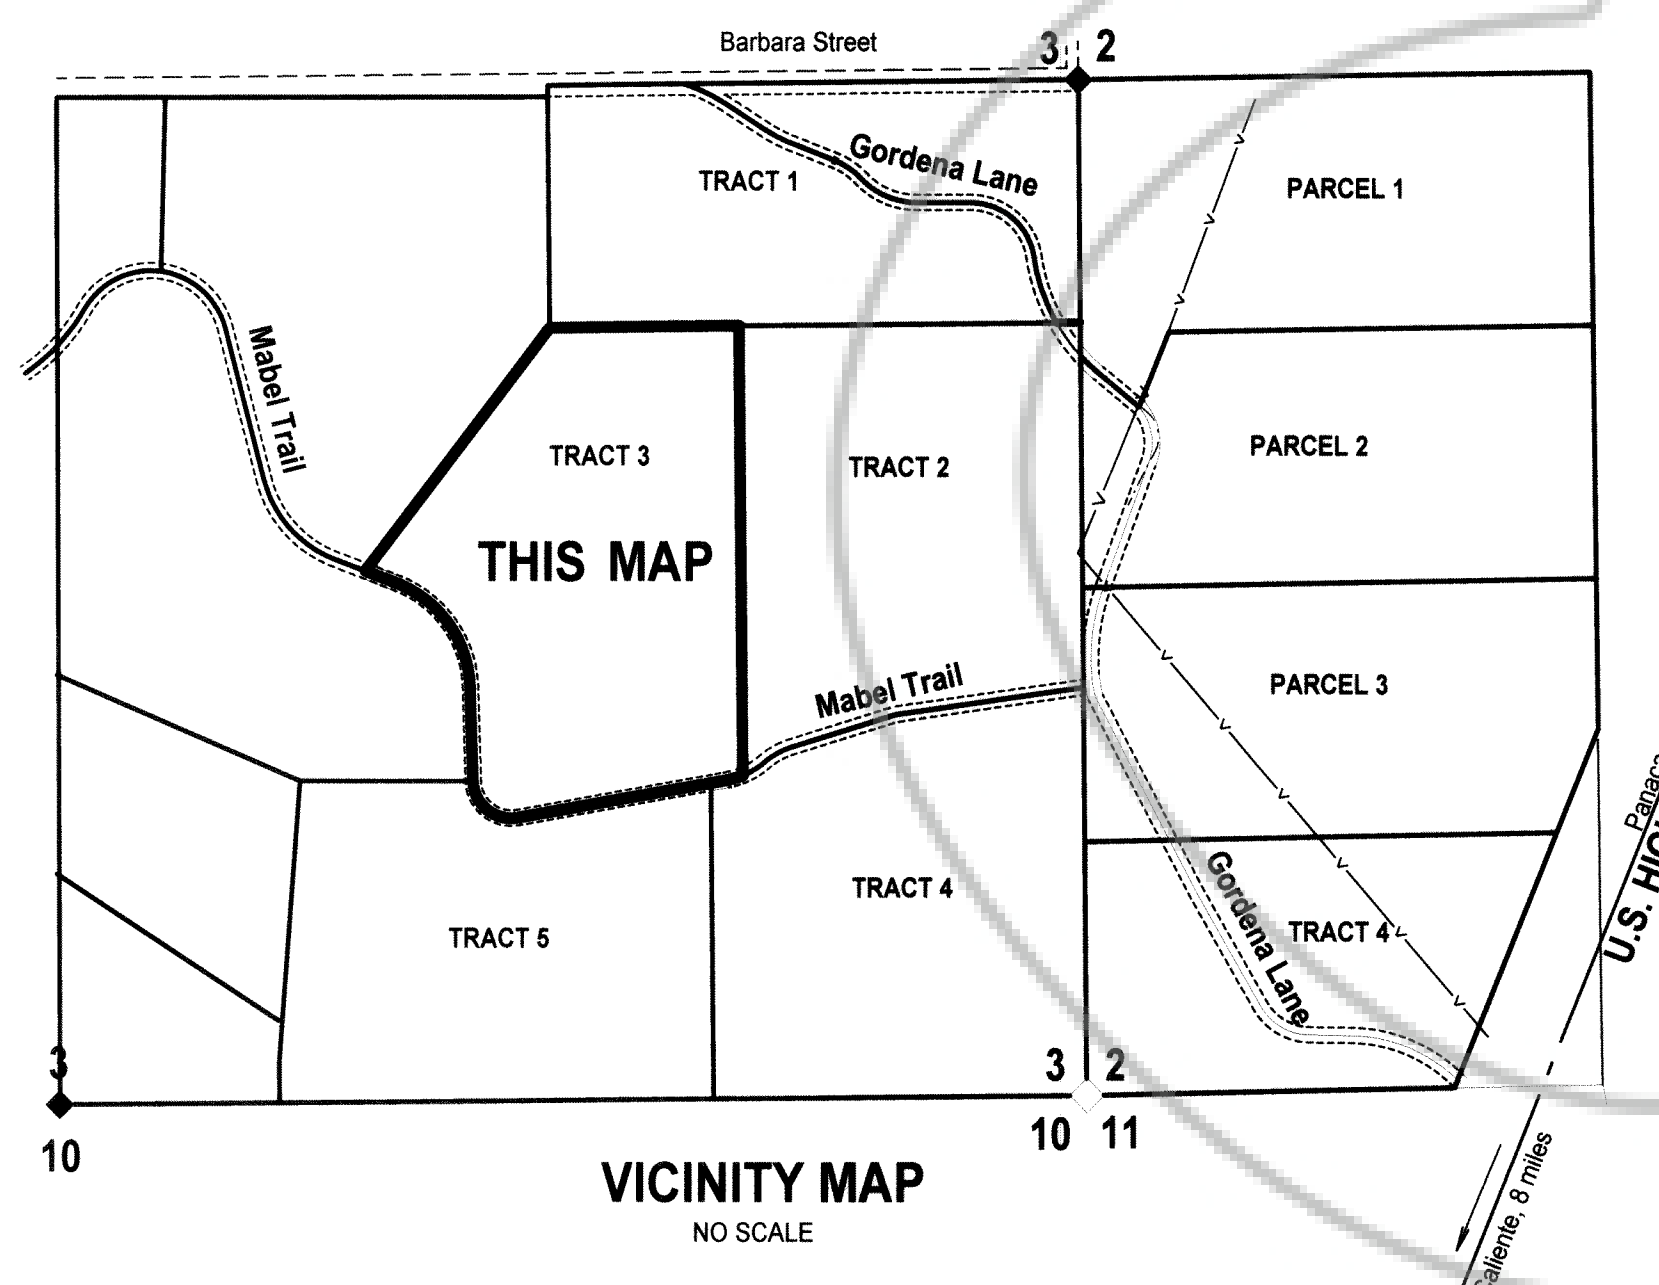 Barbara Street
3 2
Gordena Lane
TRACT 1
PARCEL 1
Mabel Trail
TRACT 3
TRACT 2
PARCEL 2
THIS MAP
Mabel Trail
PARCEL 3
Gordena Lane
TRACT 4
TRACT 4
TRACT 5
U.S.
3
3 2
10
10 11
VICINITY MAP
NO SCALE
8 miles